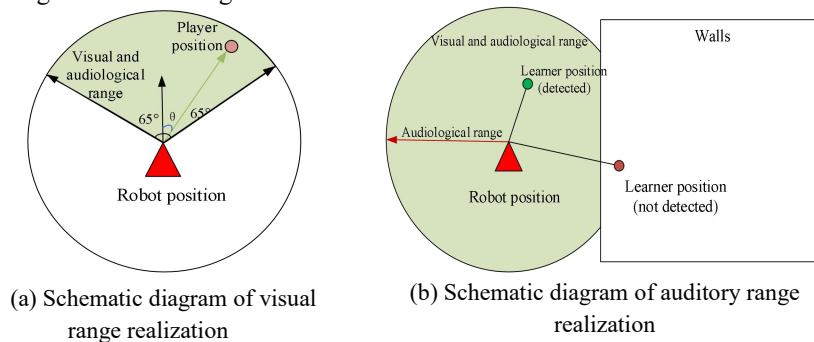 Player
position
Visual and
audiological
range
65°
θ
65°
Robot position
(a) Schematic diagram of visual
range realization
Visual and audiological range
Walls
Learner position
(detected)
Audiological range
Robot position
Learner position
(not detected)
(b) Schematic diagram of auditory range
realization